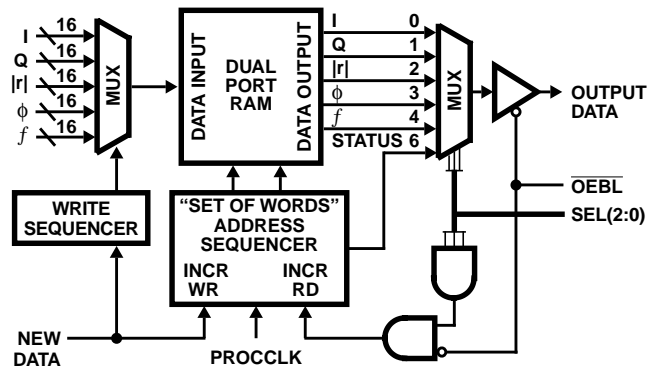 I 16
Q 16
|r| 16
ϕ 16
f 16
MUX
WRITE
SEQUENCER
NEW
DATA
DATA INPUT
DUAL
PORT
RAM
DATA OUTPUT
I 0
Q 1
|r| 2
ϕ 3
f 4
STATUS 6
“SET OF WORDS”
ADDRESS
SEQUENCER
INCR
WR
INCR
RD
PROCCLK
MUX
OUTPUT
DATA
OEBL
SEL(2:0)